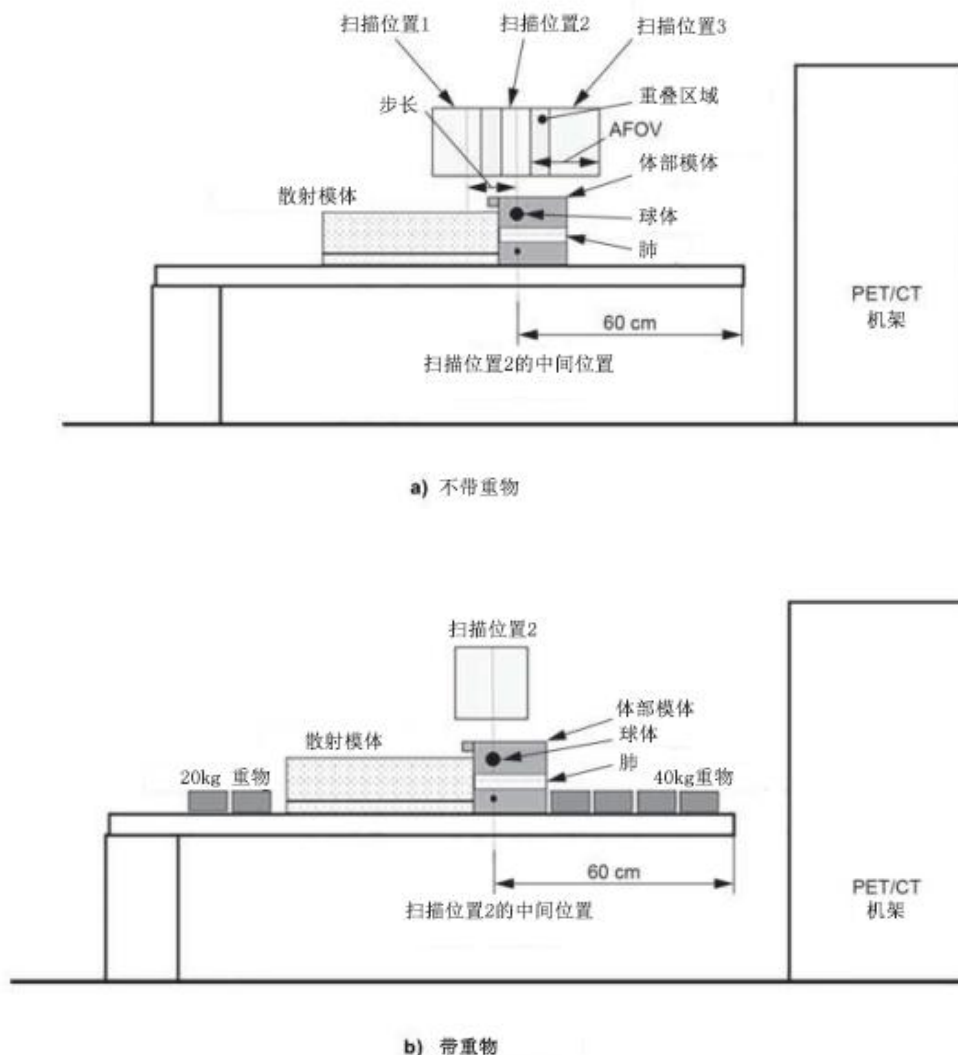 扫描位置1
扫描位置2
扫描位置3
步长
重叠区域
AFOV
体部模体
散射模体
球体
肺
PET/CT
机架
60 cm
扫描位置2的中间位置
a) 不带重物
扫描位置2
体部模体
球体
散射模体
肺
20kg 重物
40kg重物
60 cm
PET/CT
机架
扫描位置2的中间位置
b) 带重物